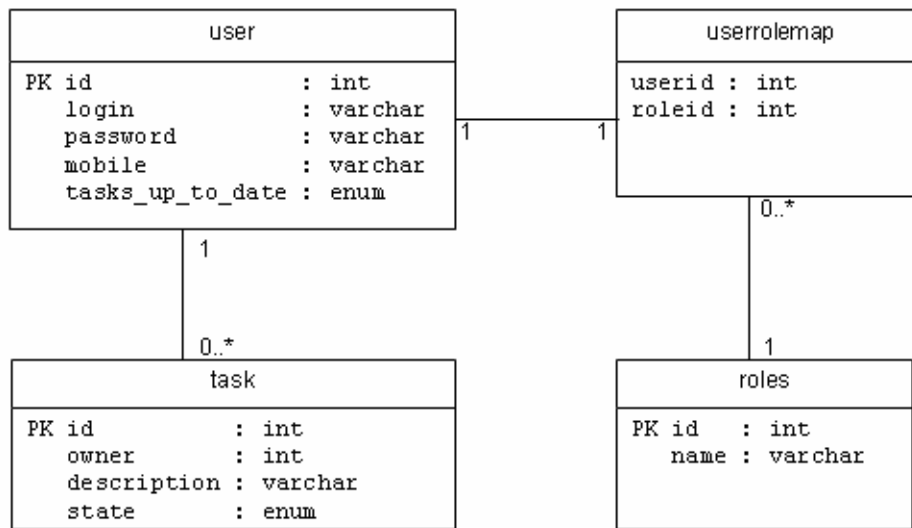 user
PK id : int
login : varchar
password : varchar
mobile : varchar
tasks_up_to_date : enum
userrolemap
userid : int
roleid : int
1
1
1
0..*
0..*
1
task
PK id : int
owner : int
description : varchar
state : enum
roles
PK id : int
name : varchar